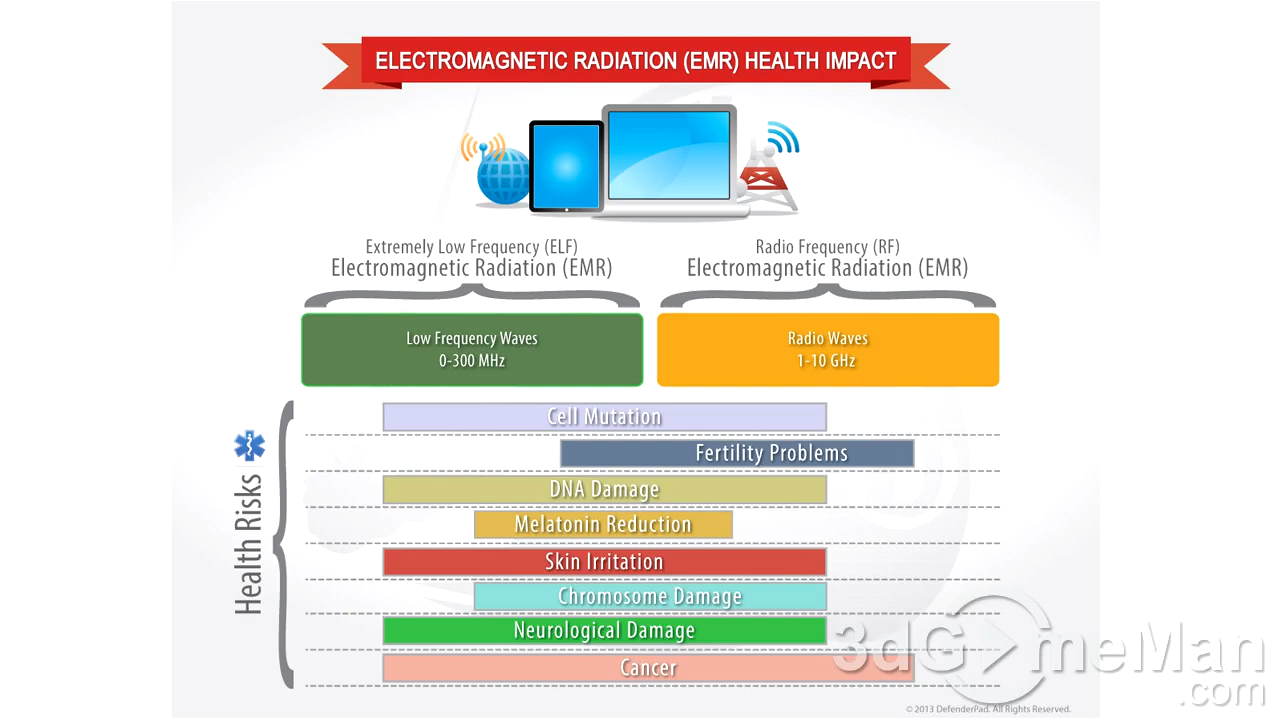 ELECTROMAGNETIC RADIATION (EMR) HEALTH IMPACT
Extremely Low Frequency (ELF)
Electromagnetic Radiation (EMR)
Radio Frequency (RF)
Electromagnetic Radiation (EMR)
Low Frequency Waves
0-300 MHz
Radio Waves
1-10 GHz
Health Risks
Cell Mutation
Fertility Problems
DNA Damage
Melatonin Reduction
Skin Irritation
Chromosome Damage
Neurological Damage
Cancer
3dGameMan
.com
© 2013 DefenderPad. All Rights Reserved.